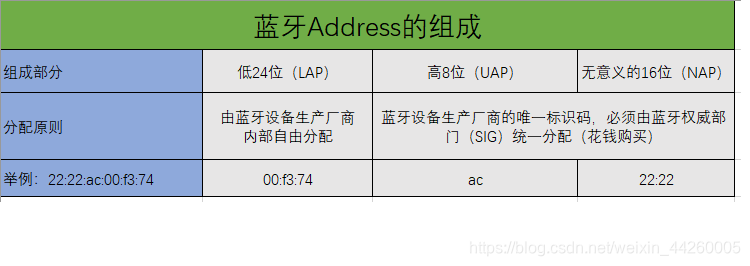 蓝牙Address的组成
组成部分
低24位（LAP）
高8位（UAP）
无意义的16位（NAP）
分配原则
由蓝牙设备生产厂商
内部自由分配
蓝牙设备生产厂商的唯一标识码，必须由蓝牙权威部
门（SIG）统一分配（花钱购买）
举例：22:22:ac:00:f3:74
00:f3:74
ac
22:22
https://blog.csdn.net/weixin_44260005